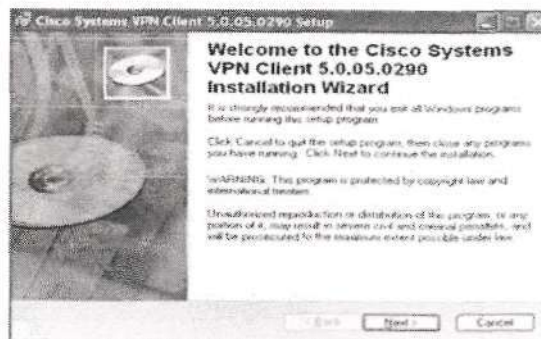 Cisco Systems VPN Client 5.0.05.0290 Setup
Welcome to the Cisco Systems
VPN Client 5.0.05.0290
Installation Wizard
It is strongly recommended that you exit all Windows programs
before running this setup program.
Click Cancel to quit the setup program, then close any programs
you have running. Click Next to continue the installation.
WARNING: This program is protected by copyright law and
international treaties.
Unauthorized reproduction or distribution of this program, or any
portion of it, may result in severe civil and criminal penalties, and
will be prosecuted to the maximum extent possible under law.
< Back Next > Cancel